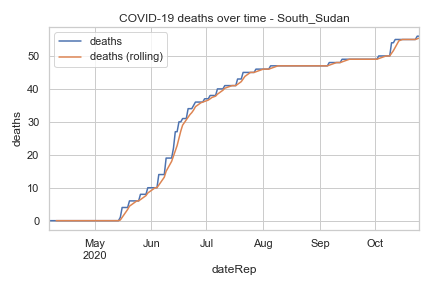 COVID-19 deaths over time - South_Sudan
deaths
deaths (rolling)
deaths
50
40
30
20
10
0
May
2020
Jun
Jul
Aug
Sep
Oct
dateRep